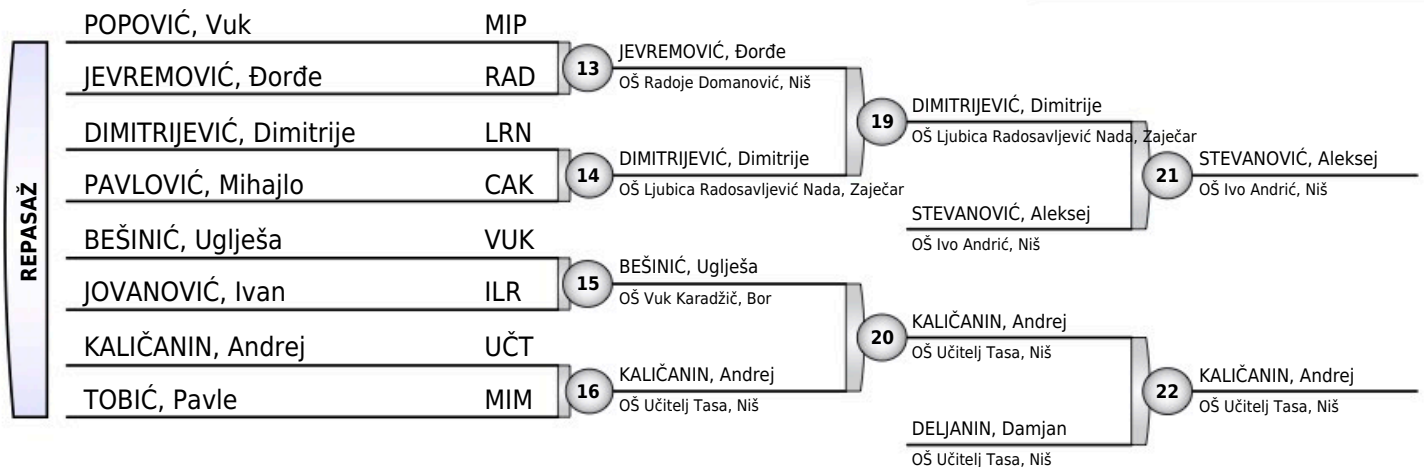 REPASAŽ
POPOVIĆ, Vuk MIP
JEVREMOVIĆ, Đorđe RAD
DIMITRIJEVIĆ, Dimitrije LRN
PAVLOVIĆ, Mihajlo CAK
BEŠINIĆ, Uglješa VUK
JOVANOVIĆ, Ivan ILR
KALIČANIN, Andrej UČT
TOBIĆ, Pavle MIM
13
JEVREMOVIĆ, Đorđe
OŠ Radoje Domanović, Niš
14
DIMITRIJEVIĆ, Dimitrije
OŠ Ljubica Radosavljević Nada, Zaječar
15
BEŠINIĆ, Uglješa
OŠ Vuk Karadžič, Bor
16
KALIČANIN, Andrej
OŠ Učitelj Tasa, Niš
19
DIMITRIJEVIĆ, Dimitrije
OŠ Ljubica Radosavljević Nada, Zaječar
STEVANOVIĆ, Aleksej
OŠ Ivo Andrić, Niš
20
KALIČANIN, Andrej
OŠ Učitelj Tasa, Niš
DELJANIN, Damjan
OŠ Učitelj Tasa, Niš
21
STEVANOVIĆ, Aleksej
OŠ Ivo Andrić, Niš
22
KALIČANIN, Andrej
OŠ Učitelj Tasa, Niš